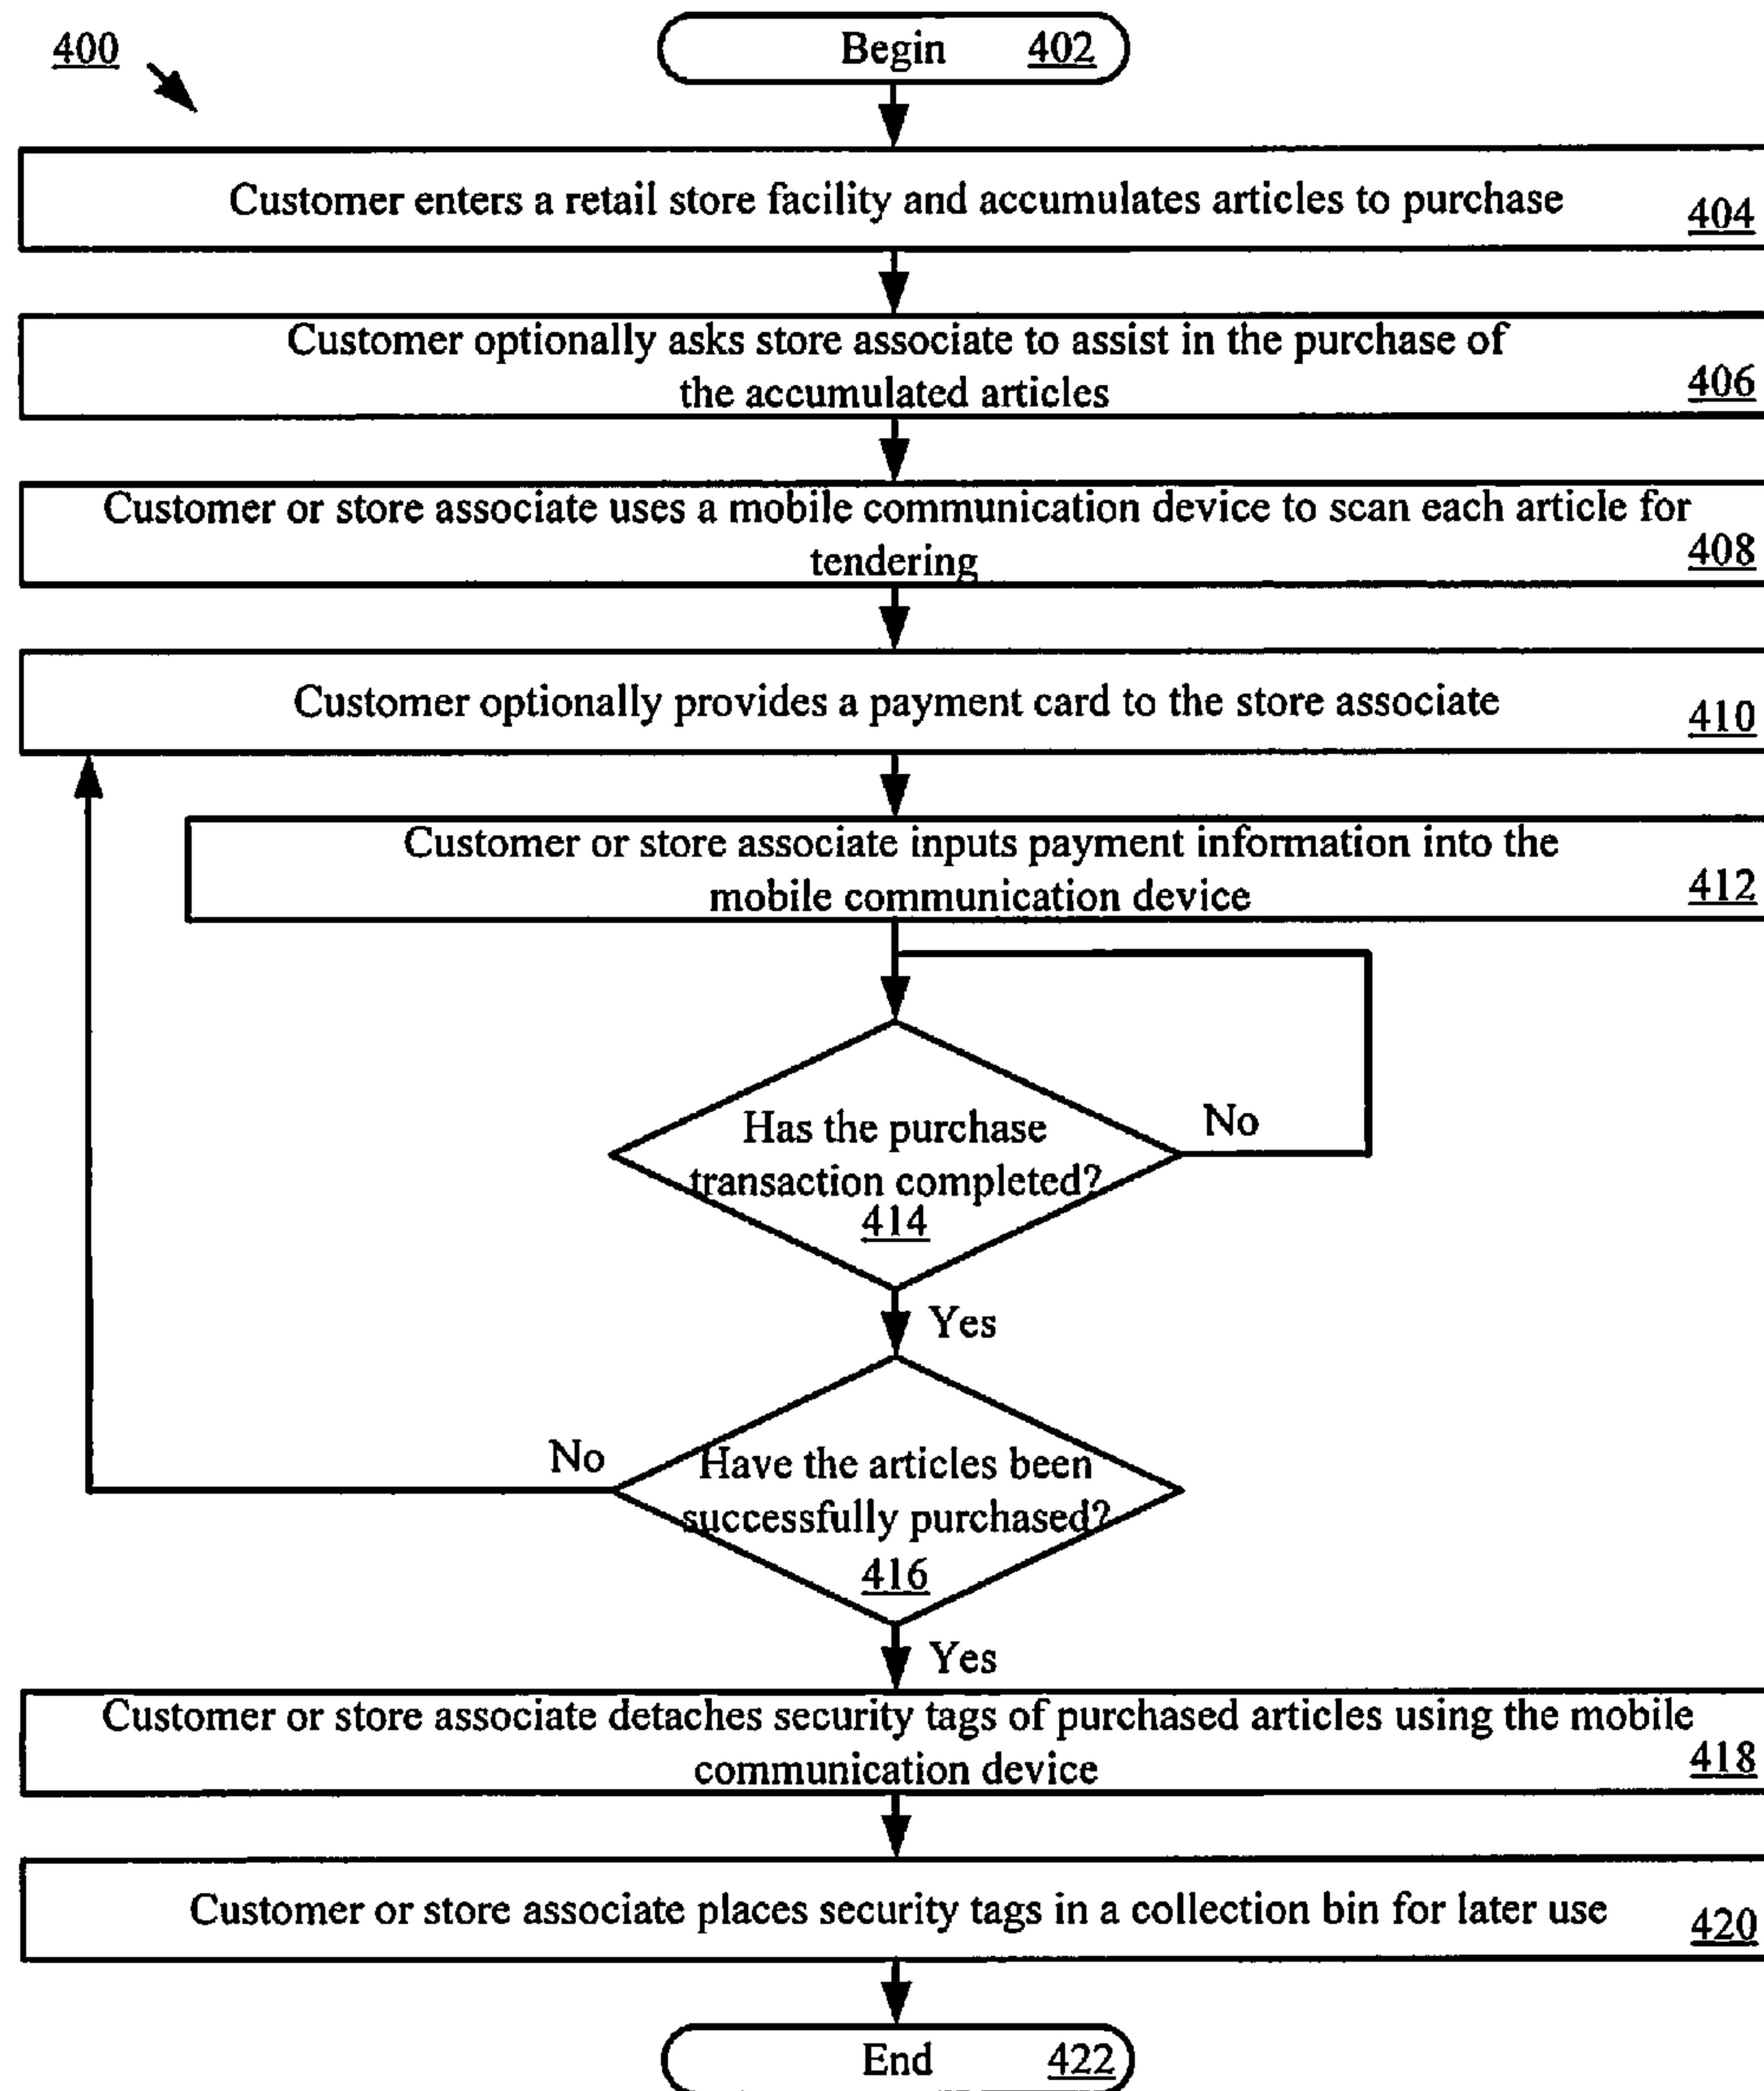 400
Begin 402
Customer enters a retail store facility and accumulates articles to purchase 404
Customer optionally asks store associate to assist in the purchase of
the accumulated articles 406
Customer or store associate uses a mobile communication device to scan each article for
tendering 408
Customer optionally provides a payment card to the store associate 410
Customer or store associate inputs payment information into the
mobile communication device 412
Has the purchase
transaction completed?
414
No
Yes
Have the articles been
successfully purchased?
416
No
Yes
Customer or store associate detaches security tags of purchased articles using the mobile
communication device 418
Customer or store associate places security tags in a collection bin for later use 420
End 422